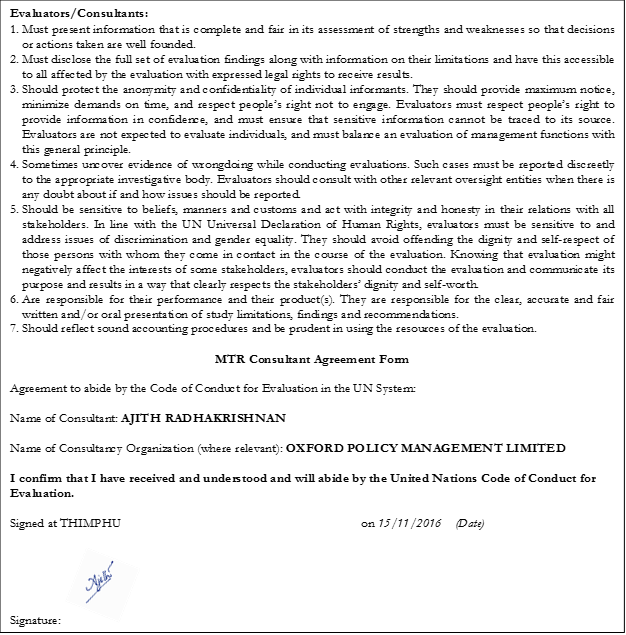 Evaluators/Consultants:
1. Must present information that is complete and fair in its assessment of strengths and weaknesses so that decisions
or actions taken are well founded.
2. Must disclose the full set of evaluation findings along with information on their limitations and have this accessible
to all affected by the evaluation with expressed legal rights to receive results.
3. Should protect the anonymity and confidentiality of individual informants. They should provide maximum notice,
minimize demands on time, and respect people's right not to engage. Evaluators must respect people's right to
provide information in confidence, and must ensure that sensitive information cannot be traced to its source.
Evaluators are not expected to evaluate individuals, and must balance an evaluation of management functions with
this general principle.
4. Sometimes uncover evidence of wrongdoing while conducting evaluations. Such cases must be reported discreetly
to the appropriate investigative body. Evaluators should consult with other relevant oversight entities when there is
any doubt about if and how issues should be reported.
5. Should be sensitive to beliefs, manners and customs and act with integrity and honesty in their relations with all
stakeholders. In line with the UN Universal Declaration of Human Rights, evaluators must be sensitive to and
address issues of discrimination and gender equality. They should avoid offending the dignity and self-respect of
those persons with whom they come in contact in the course of the evaluation. Knowing that evaluation might
negatively affect the interests of some stakeholders, evaluators should conduct the evaluation and communicate its
purpose and results in a way that clearly respects the stakeholders' dignity and self-worth.
6. Are responsible for their performance and their product(s). They are responsible for the clear, accurate and fair
written and/or oral presentation of study limitations, findings and recommendations.
7. Should reflect sound accounting procedures and be prudent in using the resources of the evaluation.
MTR Consultant Agreement Form
Agreement to abide by the Code of Conduct for Evaluation in the UN System:
Name of Consultant: AJITH RADHAKRISHNAN
Name of Consultancy Organization (where relevant): OXFORD POLICY MANAGEMENT LIMITED
I confirm that I have received and understood and will abide by the United Nations Code of Conduct for
Evaluation.
Signed at THIMPHU on 15/11/2016 (Date)
Signature: